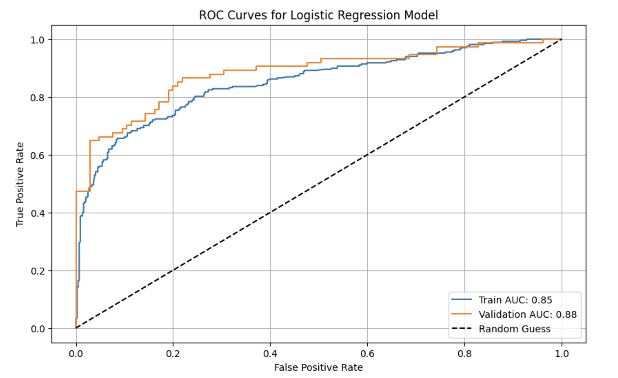 ROC Curves for Logistic Regression Model
True Positive Rate
1.0
0.8
0.6
0.4
0.2
0.0
Train AUC: 0.85
Validation AUC: 0.88
Random Guess
0.0 0.2 0.4 0.6 0.8 1.0
False Positive Rate